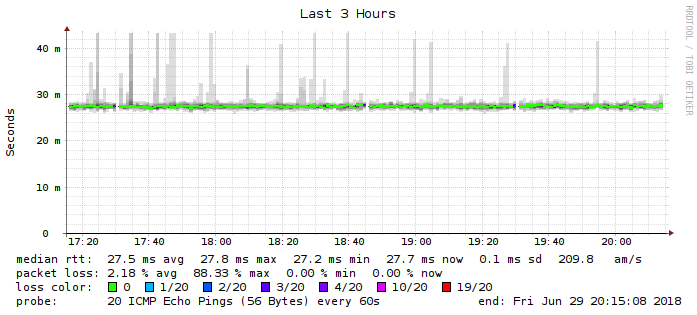 Last 3 Hours
RRDTOOL / TOBI OETIKER
Seconds
40 m
30 m
20 m
10 m
0
17:20 17:40 18:00 18:20 18:40 19:00 19:20 19:40 20:00
median rtt: 27.5 ms avg 27.8 ms max 27.2 ms min 27.7 ms now 0.1 ms sd 209.8 am/s
packet loss: 2.18 % avg 88.33 % max 0.00 % min 0.00 % now
loss color: 0 1/20 2/20 3/20 4/20 10/20 19/20
probe: 20 ICMP Echo Pings (56 Bytes) every 60s end: Fri Jun 29 20:15:08 2018